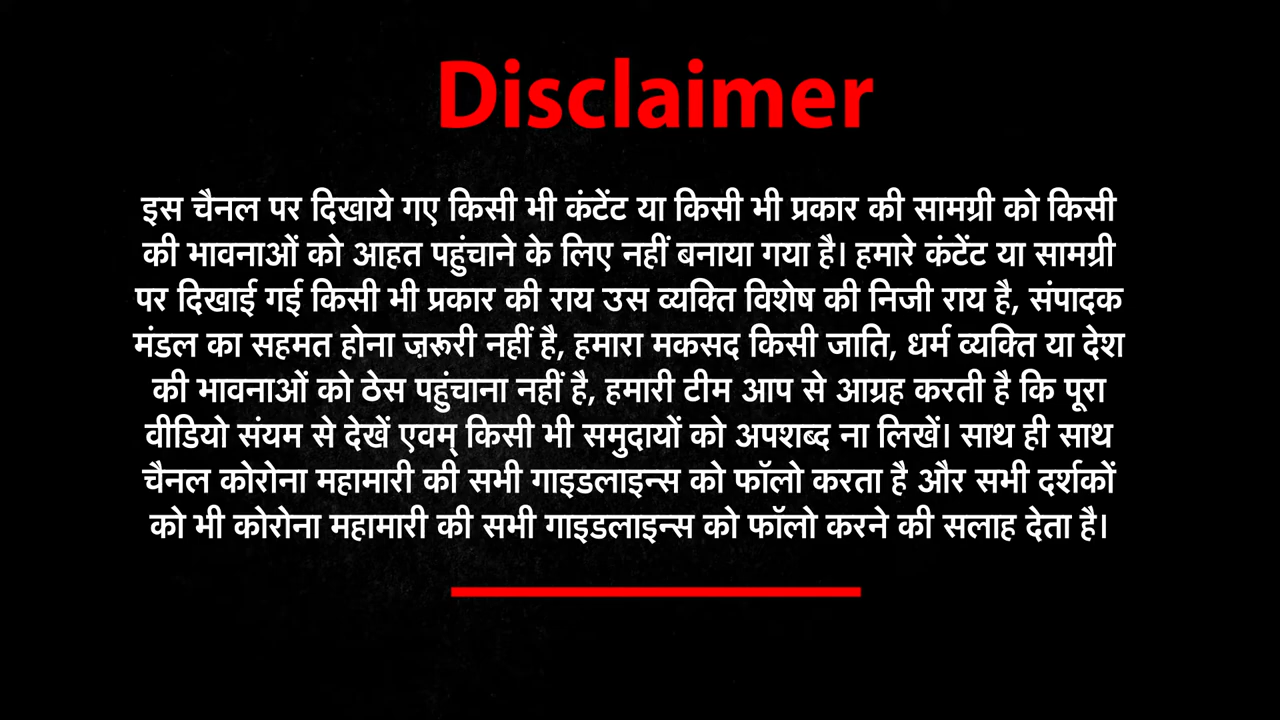 Disclaimer
इस चैनल पर दिखाये गए किसी भी कंटेंट या किसी भी प्रकार की सामग्री को किसी
की भावनाओं को आहत पहुंचाने के लिए नहीं बनाया गया है। हमारे कंटेंट या सामग्री
पर दिखाई गई किसी भी प्रकार की राय उस व्यक्ति विशेष की निजी राय है, संपादक
मंडल का सहमत होना ज़रूरी नहीं है, हमारा मकसद किसी जाति, धर्म व्यक्ति या देश
की भावनाओं को ठेस पहुंचाना नहीं है, हमारी टीम आप से आग्रह करती है कि पूरा
वीडियो संयम से देखें एवम् किसी भी समुदायों को अपशब्द ना लिखें। साथ ही साथ
चैनल कोरोना महामारी की सभी गाइडलाइन्स को फॉलो करता है और सभी दर्शकों
को भी कोरोना महामारी की सभी गाइडलाइन्स को फॉलो करने की सलाह देता है।